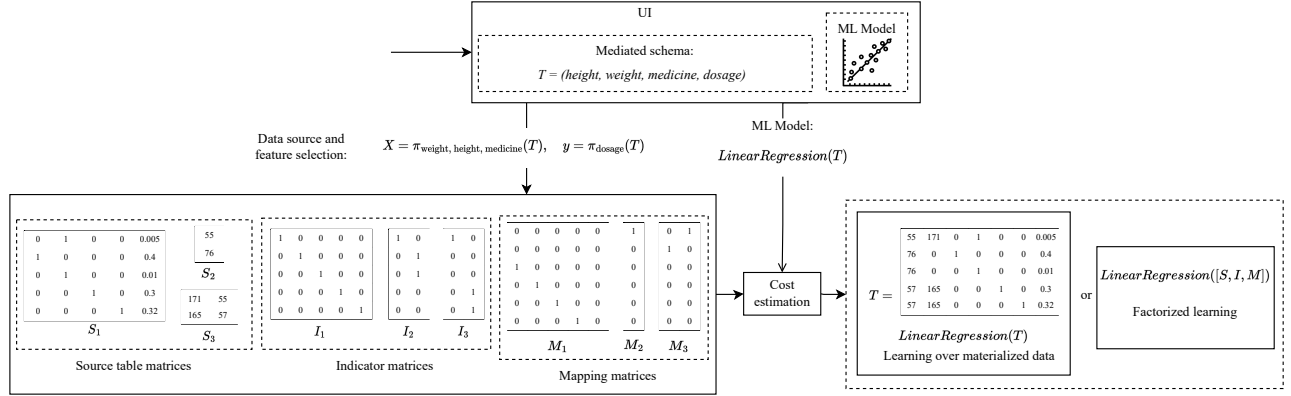 UI
Mediated schema:
T = (height, weight, medicine, dosage)
ML Model
Data source and
feature selection:
X = π_weight, height, medicine(T), y = π_dosage(T)
ML Model:
LinearRegression(T)
0 1 0 0 0.005
1 0 0 0 0.4
0 1 0 0 0.01
0 0 1 0 0.3
0 0 0 1 0.32
S_1
55
76
S_2
171 55
165 57
S_3
Source table matrices
1 0 0 0 0
0 1 0 0 0
0 0 1 0 0
0 0 0 1 0
0 0 0 0 1
I_1
1 0
0 1
0 1
0 0
0 0
I_2
1 0
0 0
0 0
0 1
0 1
I_3
Indicator matrices
0 0 0 0 0
0 0 0 0 0
1 0 0 0 0
0 1 0 0 0
0 0 1 0 0
0 0 0 1 0
M_1
1
0
0
0
0
0
M_2
0 1
1 0
0 0
0 0
0 0
0 0
M_3
Mapping matrices
Cost
estimation
T =
55 171 0 1 0 0 0.005
76 0 1 0 0 0 0.4
76 0 0 1 0 0 0.01
57 165 0 0 1 0 0.3
57 165 0 0 0 1 0.32
LinearRegression(T)
Learning over materialized data
or
LinearRegression([S, I, M])
Factorized learning